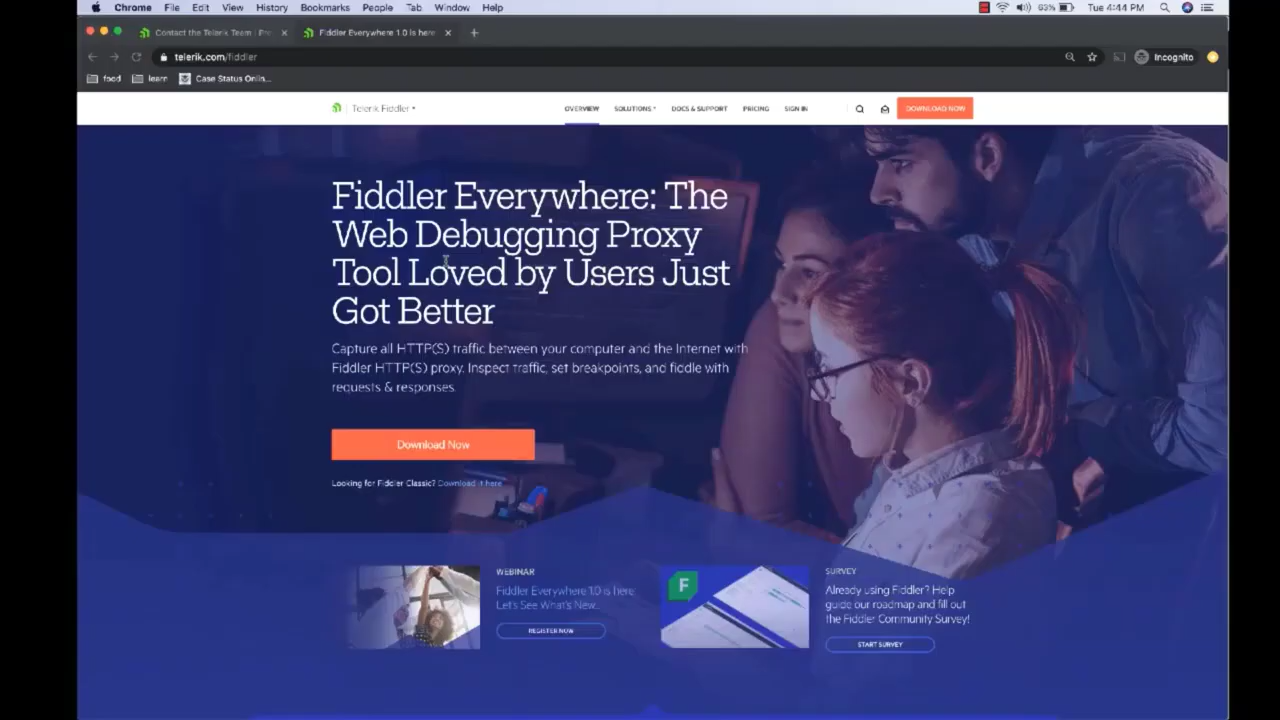 Chrome File Edit View History Bookmarks People Tab Window Help 63% Tue 4:44 PM
Contact the Telerik Team | Pro Fiddler Everywhere 1.0 is here
telerik.com/fiddler Incognito
food learn Case Status Onlin...
Telerik Fiddler OVERVIEW SOLUTIONS DOCS & SUPPORT PRICING SIGN IN DOWNLOAD NOW
Fiddler Everywhere: The
Web Debugging Proxy
Tool Loved by Users Just
Got Better
Capture all HTTP(S) traffic between your computer and the Internet with
Fiddler HTTP(S) proxy. Inspect traffic, set breakpoints, and fiddle with
requests & responses.
Download Now
Looking for Fiddler Classic? Download it here
WEBINAR
Fiddler Everywhere 1.0 is here
Let's See What's New...
REGISTER NOW
F
SURVEY
Already using Fiddler? Help
guide our roadmap and fill out
the Fiddler Community Survey!
START SURVEY